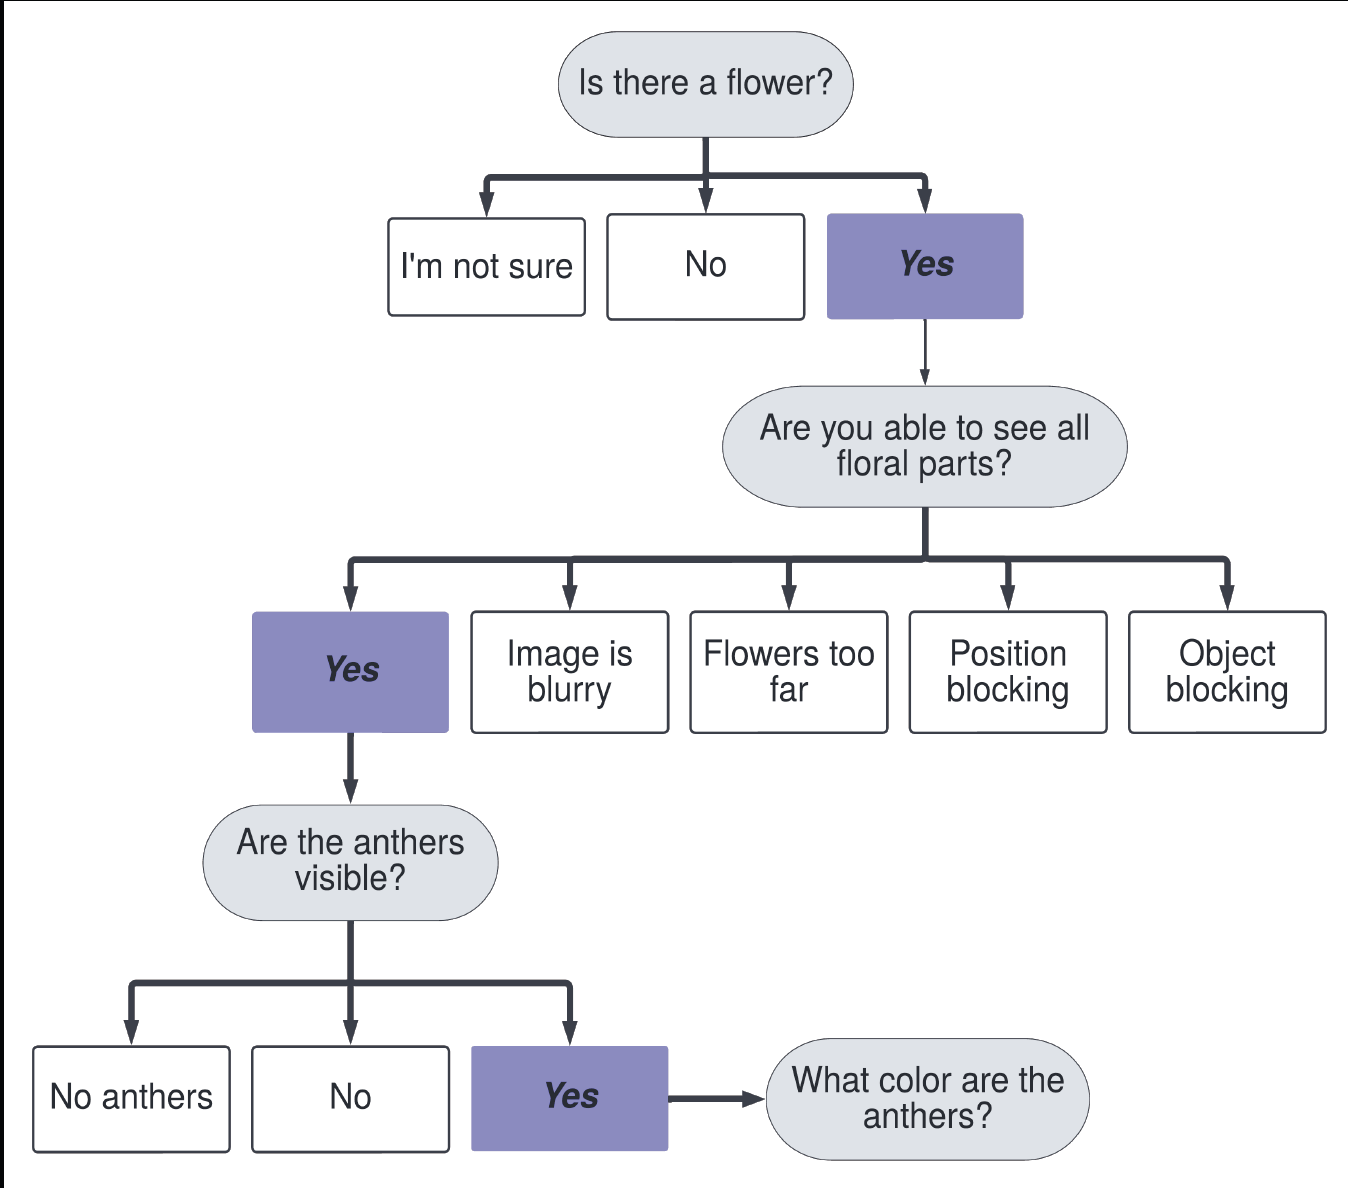 Is there a flower?
I'm not sure
No
Yes
Are you able to see all
floral parts?
Yes
Image is
blurry
Flowers too
far
Position
blocking
Object
blocking
Are the anthers
visible?
No anthers
No
Yes
What color are the
anthers?